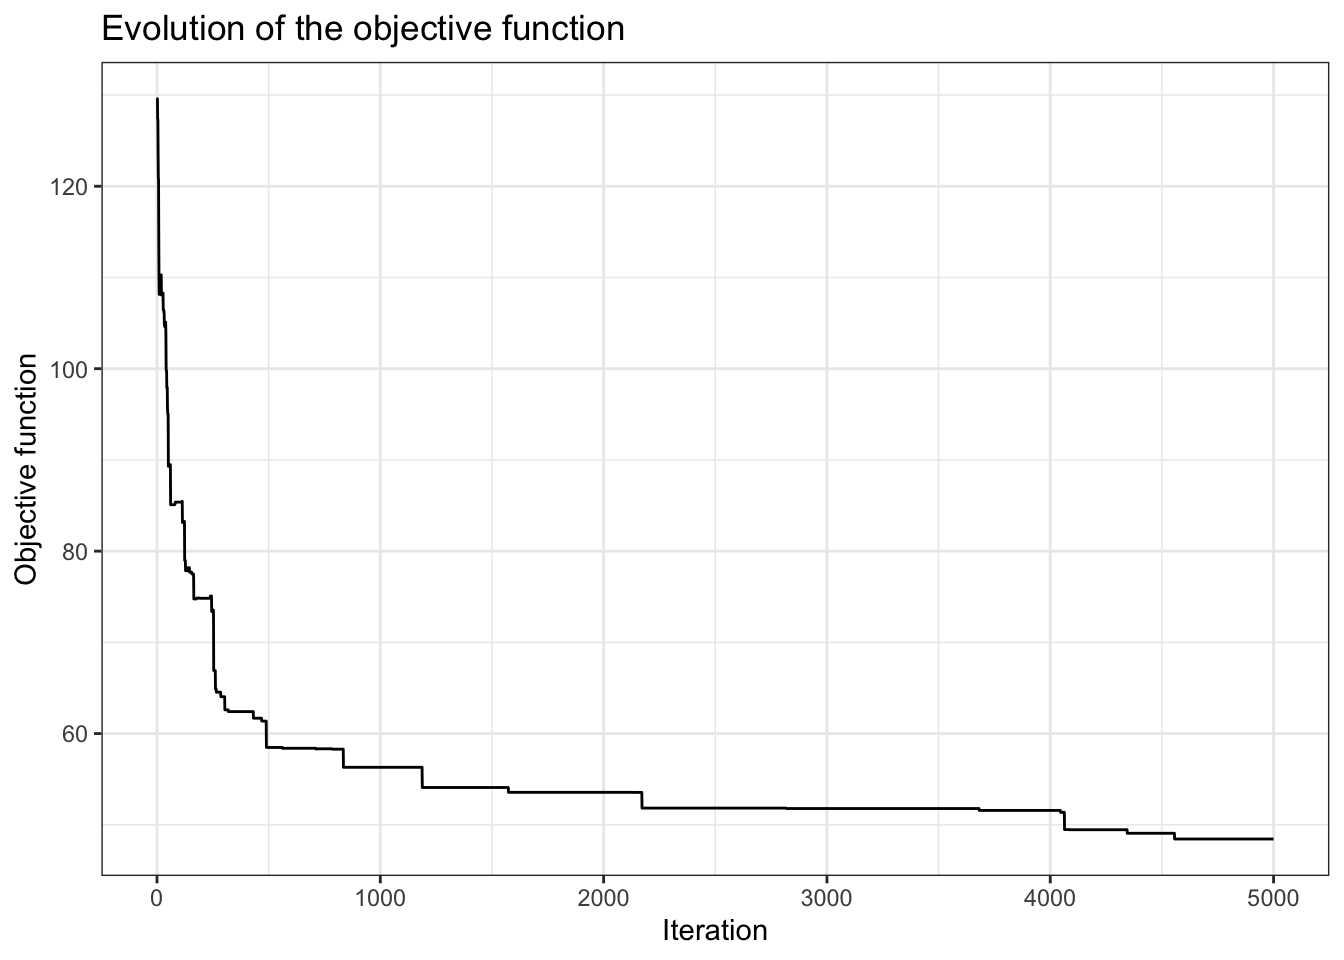 Evolution of the objective function
Objective function
120
100
80
60
0 1000 2000 3000 4000 5000
Iteration